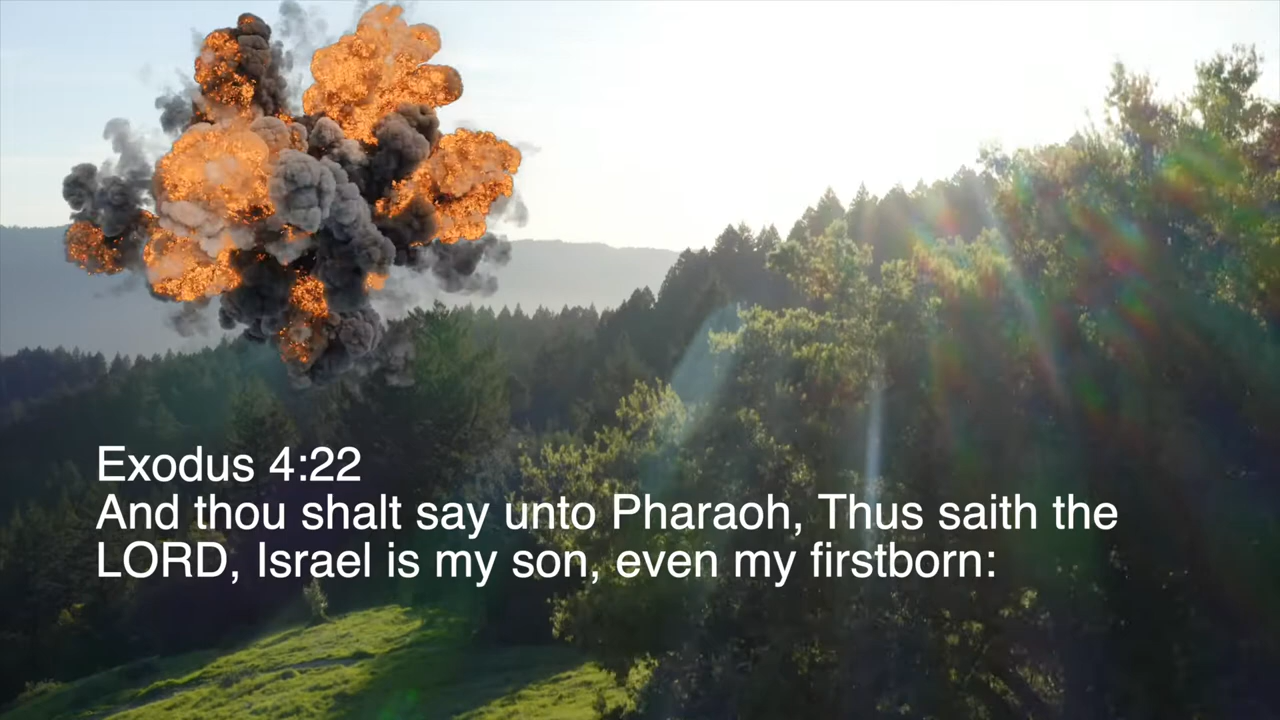 Exodus 4:22
And thou shalt say unto Pharaoh, Thus saith the
LORD, Israel is my son, even my firstborn: